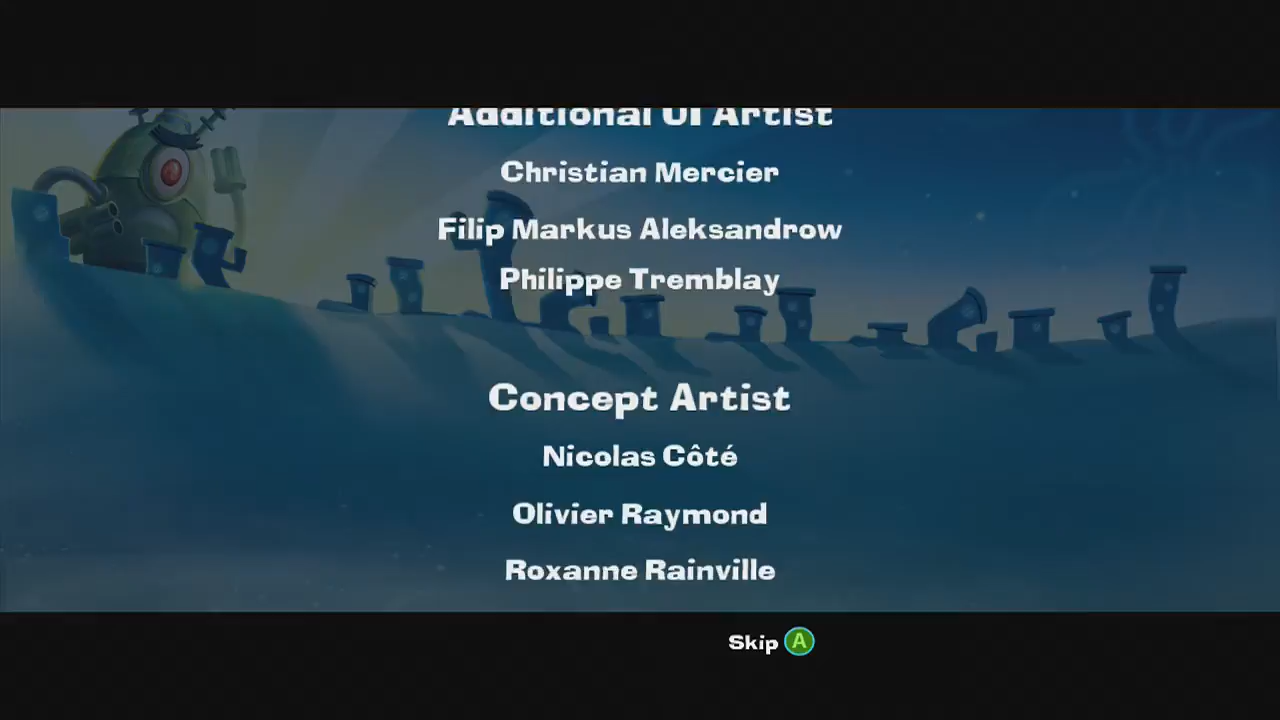 Additional UI Artist
Christian Mercier
Filip Markus Aleksandrow
Philippe Tremblay
Concept Artist
Nicolas Côté
Olivier Raymond
Roxanne Rainville
Skip A